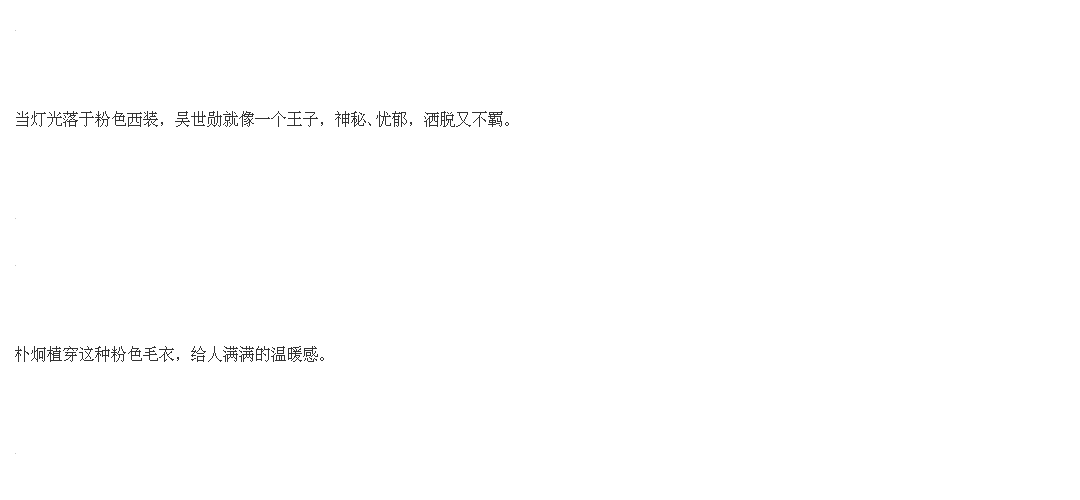 当灯光落于粉色西装，吴世勋就像一个王子，神秘、忧郁，洒脱又不羁。
朴炯植穿这种粉色毛衣，给人满满的温暖感。